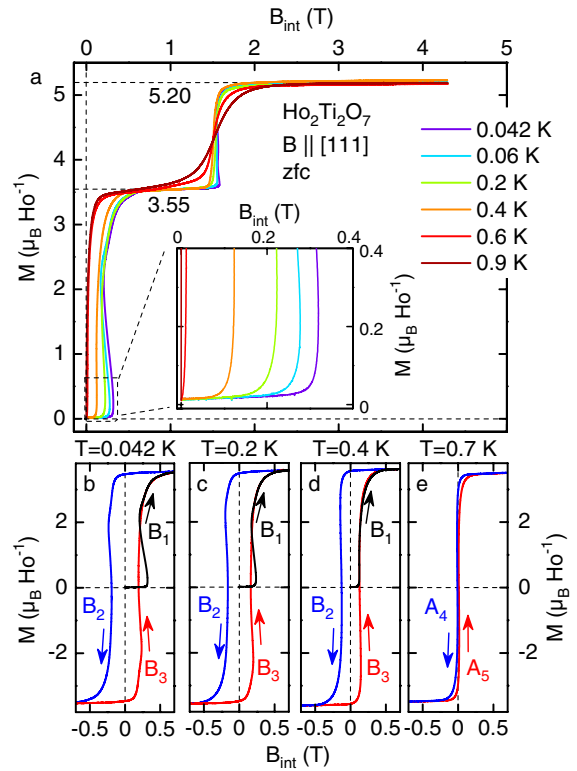 B_int (T)
0 1 2 3 4 5
a
5.20
Ho2Ti2O7
B || [111]
zfc
3.55
0.042 K
0.06 K
0.2 K
0.4 K
0.6 K
0.9 K
M (μB Ho-1)
5
4
3
2
1
0
B_int (T)
0 0.2 0.4
0.4
0.2
0
M (μB Ho-1)
T=0.042 K T=0.2 K T=0.4 K T=0.7 K
b c d e
M (μB Ho-1)
2
0
-2
B1 B1 B1
B2 B2 B2 A4
B3 B3 B3 A5
2
0
-2
M (μB Ho-1)
-0.5 0 0.5 -0.5 0 0.5 -0.5 0 0.5 -0.5 0 0.5
B_int (T) B_int (T)